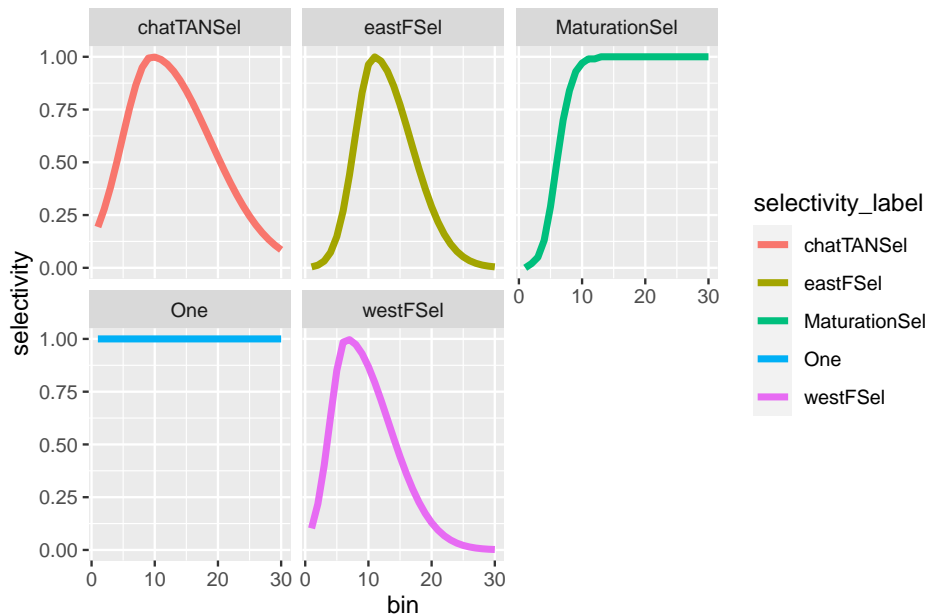 chatTANSel eastFSel MaturationSel
1.00
0.75
0.50
0.25
0.00
0 10 20 30
One westFSel
1.00
0.75
0.50
0.25
0.00
0 10 20 30 0 10 20 30
selectivity
bin
selectivity_label
chatTANSel
eastFSel
MaturationSel
One
westFSel